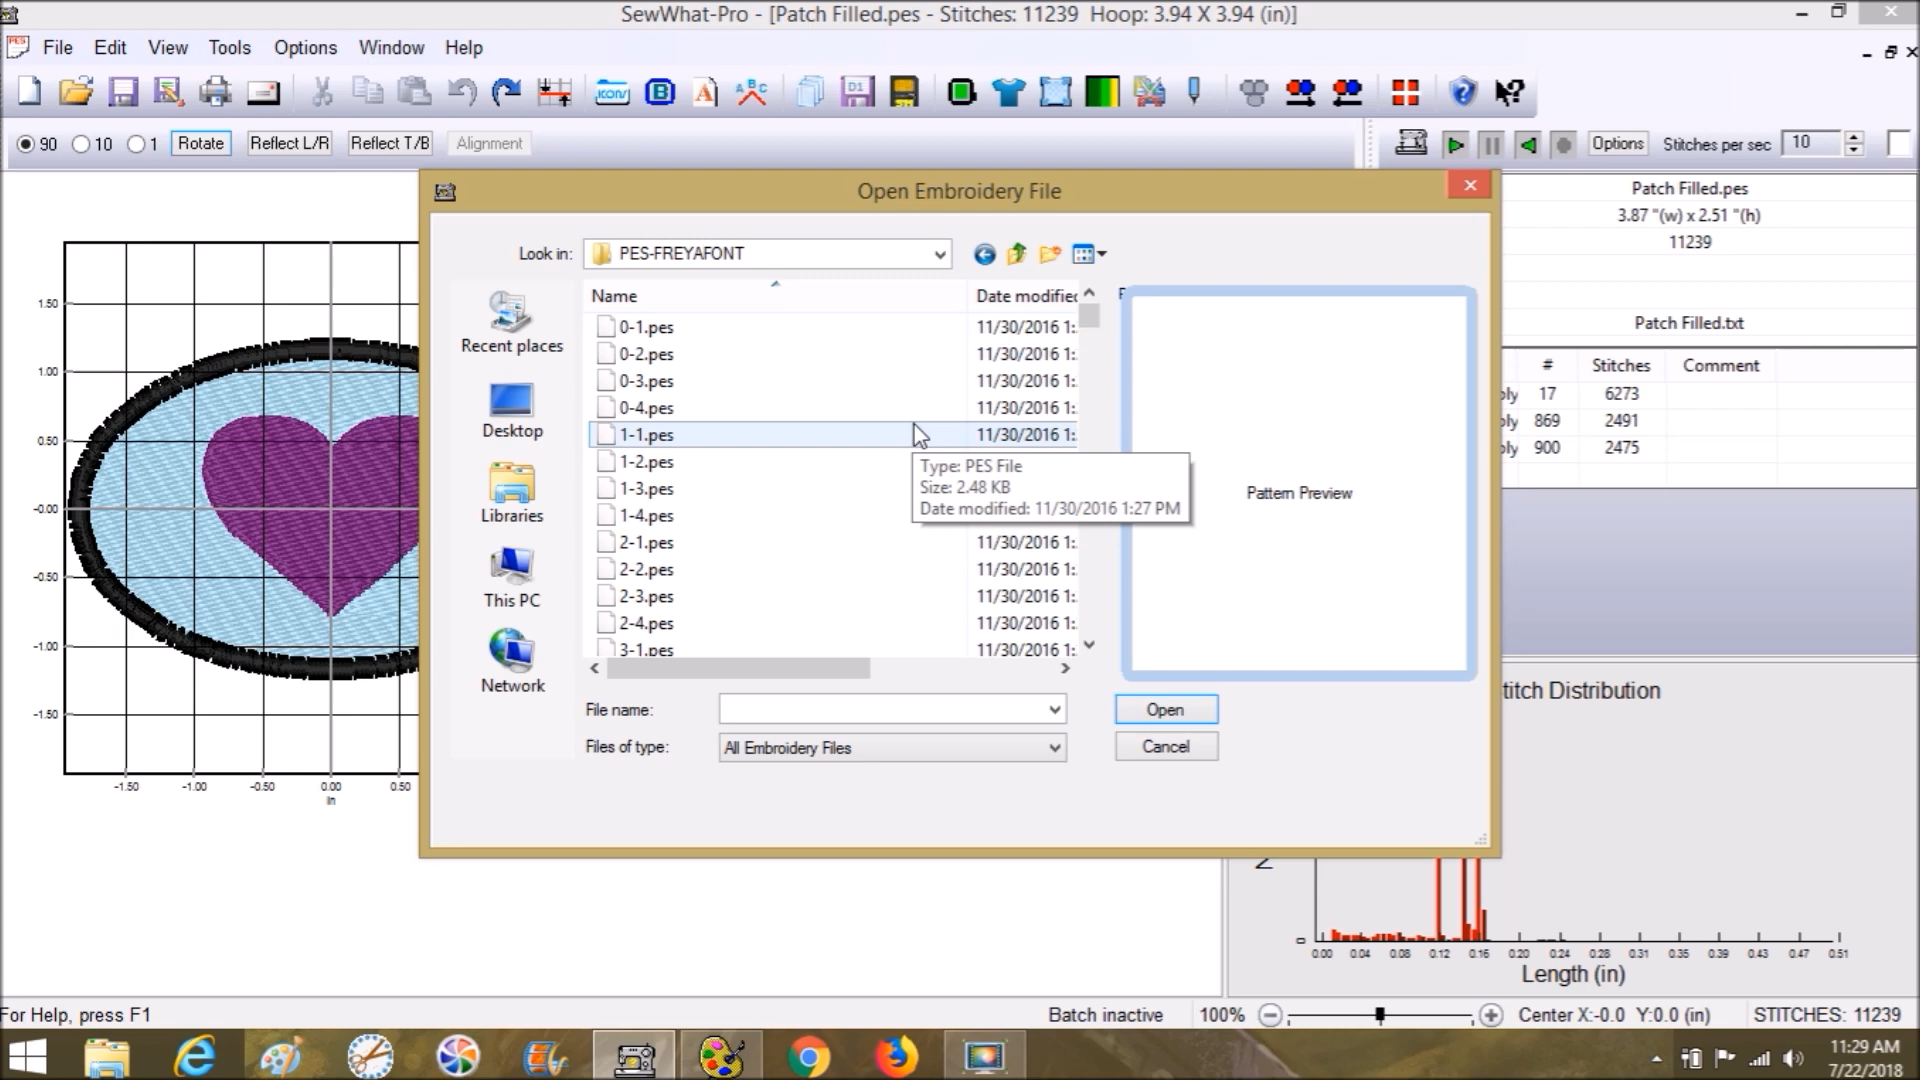 SewWhat-Pro - [Patch Filled.pes - Stitches: 11239 Hoop: 3.94 X 3.94 (in)]
PES File Edit View Tools Options Window Help
ICON B A ABC D1
90 10 1 Rotate Reflect L/R Reflect T/B Alignment
Options Stitches per sec 10
Open Embroidery File
Look in: PES-FREYAFONT
Recent places
Desktop
Libraries
This PC
Network
Name Date modified
0-1.pes 11/30/2016 1:
0-2.pes 11/30/2016 1:
0-3.pes 11/30/2016 1:
0-4.pes 11/30/2016 1:
1-1.pes 11/30/2016 1:
1-2.pes
1-3.pes
1-4.pes
2-1.pes 11/30/2016 1:
2-2.pes 11/30/2016 1:
2-3.pes 11/30/2016 1:
2-4.pes 11/30/2016 1:
3-1.pes 11/30/2016 1:
Type: PES File
Size: 2.48 KB
Date modified: 11/30/2016 1:27 PM
Pattern Preview
File name:
Open
Files of type: All Embroidery Files
Cancel
Patch Filled.pes
3.87 "(w) x 2.51 "(h)
11239
Patch Filled.txt
# Stitches Comment
ply 17 6273
ply 869 2491
ply 900 2475
1.50
1.00
0.50
-0.00
-0.50
-1.00
-1.50
-1.50 -1.00 -0.50 0.00 0.50
in
titch Distribution
N
0
0.00 0.04 0.08 0.12 0.16 0.20 0.24 0.28 0.31 0.35 0.39 0.43 0.47 0.51
Length (in)
For Help, press F1
Batch inactive 100% Center X:-0.0 Y:0.0 (in) STITCHES: 11239
11:29 AM
7/22/2018